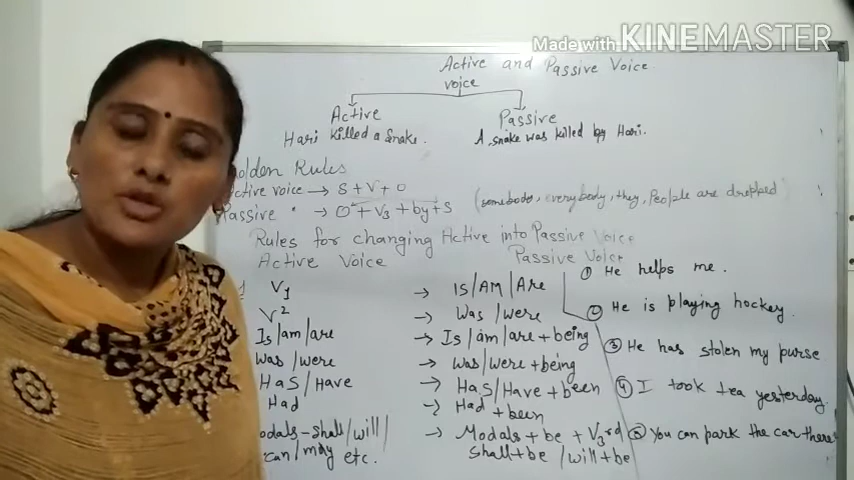 Made with KINEMASTER
Active and Passive Voice
voice
Active Passive
Hari killed a snake. A snake was killed by Hari.
olden Rules
Active voice → S + V + O
Passive " → O + V3 + by + S (somebody, everybody, they, People are dropped)
Rules for changing Active into Passive Voice
Active Voice Passive Voice
V1 → Is/Am/Are
V2 → Was/Were
Is/am/are → Is/am/are + being
Was/were → Was/Were + being
Has/Have → Has/Have + been
Had → Had + been
odals - shall/will/ → Modals + be + V3rd
can/may etc. shall + be / will + be
① He helps me.
② He is playing hockey.
③ He has stolen my purse
④ I took tea yesterday.
⑤ You can park the car there